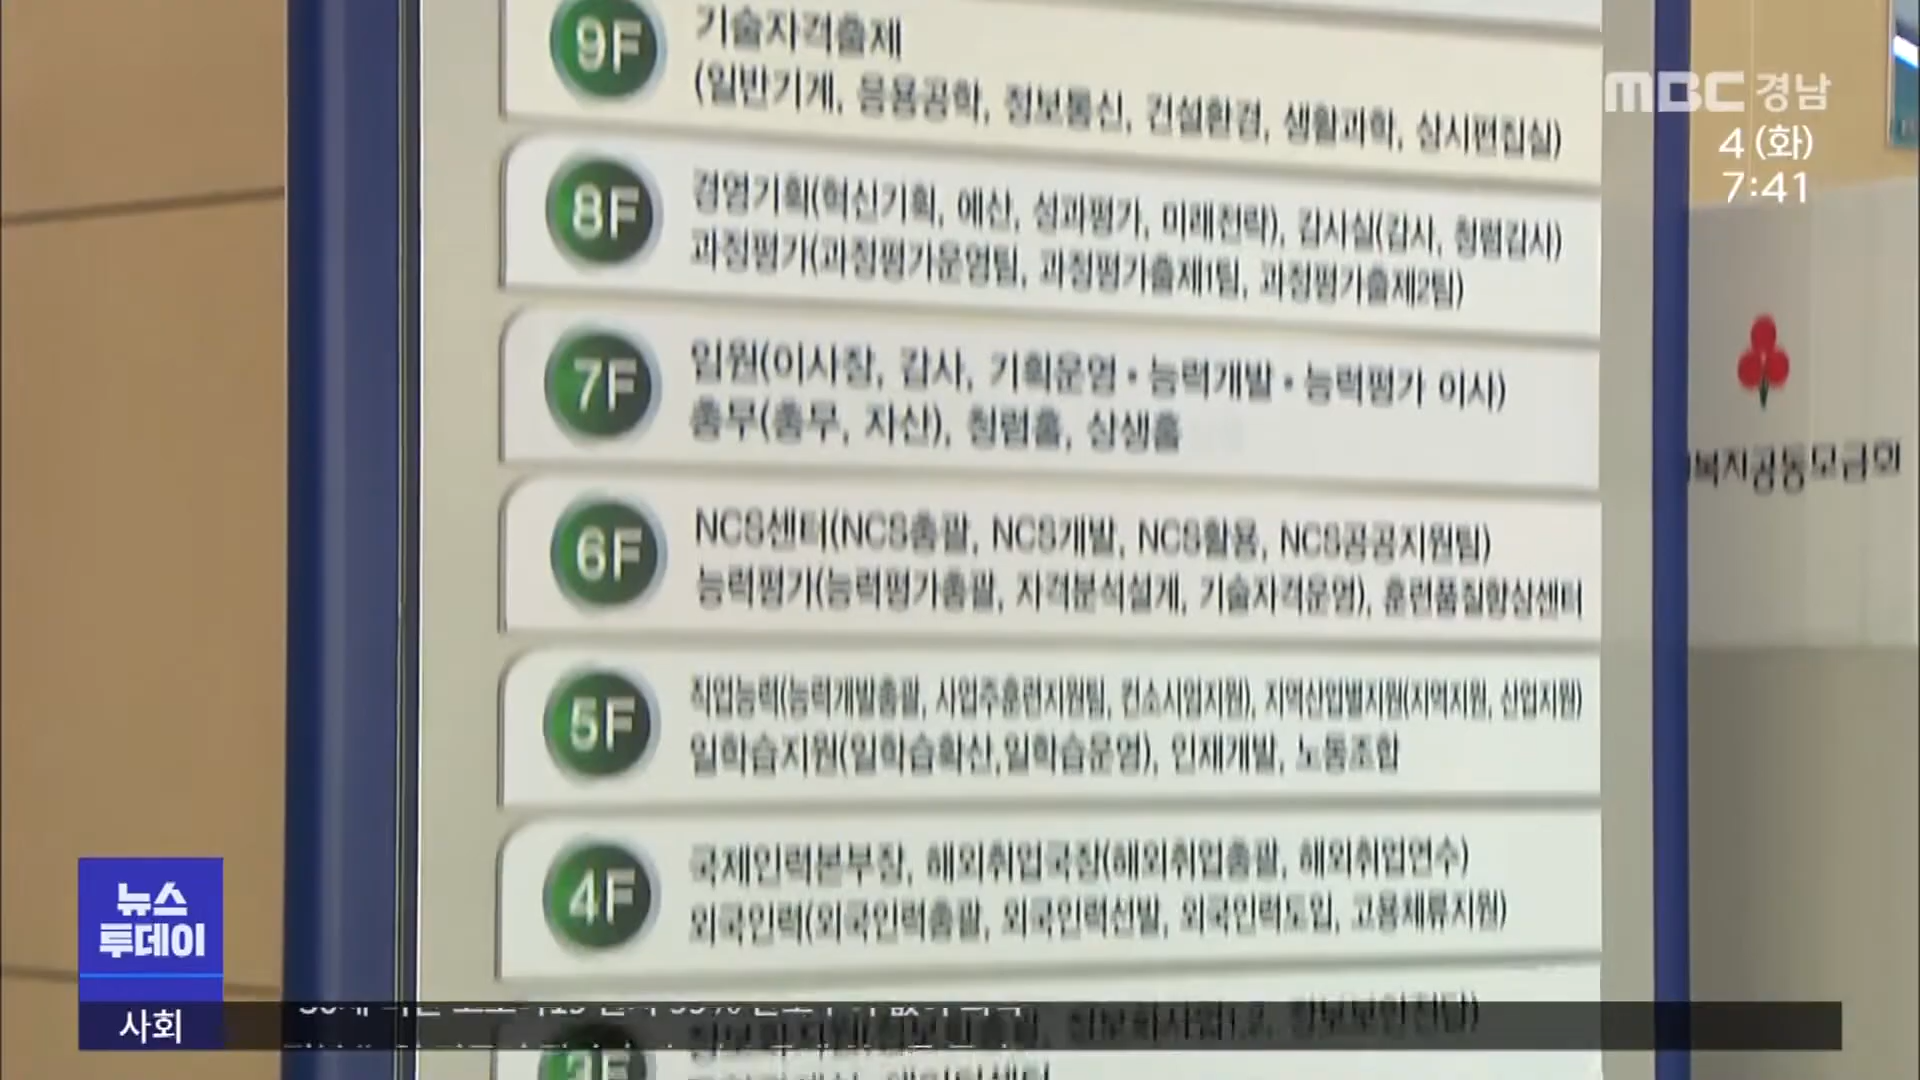 9F
기술자격출제
(일반기계, 응용공학, 정보통신, 건설환경, 생활과학, 상시편집실)
MBC 경남
4 (화)
7:41
8F
경영기획(혁신기획, 예산, 성과평가, 미래전략), 감사실(감사, 청렴감사)
과정평가(과정평가운영팀, 과정평가출제1팀, 과정평가출제2팀)
7F
임원(이사장, 감사, 기획운영·능력개발·능력평가 이사)
총무(총무, 자산), 청렴홀, 상생홀
복지공동모금회
6F
NCS센터(NCS총괄, NCS개발, NCS활용, NCS공공지원팀)
능력평가(능력평가총괄, 자격분석설계, 기술자격운영), 훈련품질향상센터
5F
직업능력(능력개발총괄, 사업주훈련지원팀, 컨소시엄지원), 지역산업별지원(지역지원, 산업지원)
일학습지원(일학습확산,일학습운영), 인재개발, 노동조합
4F
국제인력본부장, 해외취업국장(해외취업총괄, 해외취업연수)
외국인력(외국인력총괄, 외국인력선발, 외국인력도입, 고용체류지원)
뉴스
투데이
사회